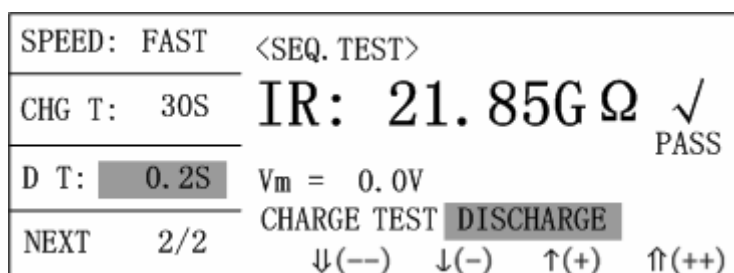 SPEED: FAST
CHG T: 30S
D T: 0.2S
NEXT 2/2
<SEQ. TEST>
IR: 21.85GΩ √
PASS
Vm = 0.0V
CHARGE TEST DISCHARGE
⇓(--) ↓(-) ↑(+) ⇑(++)